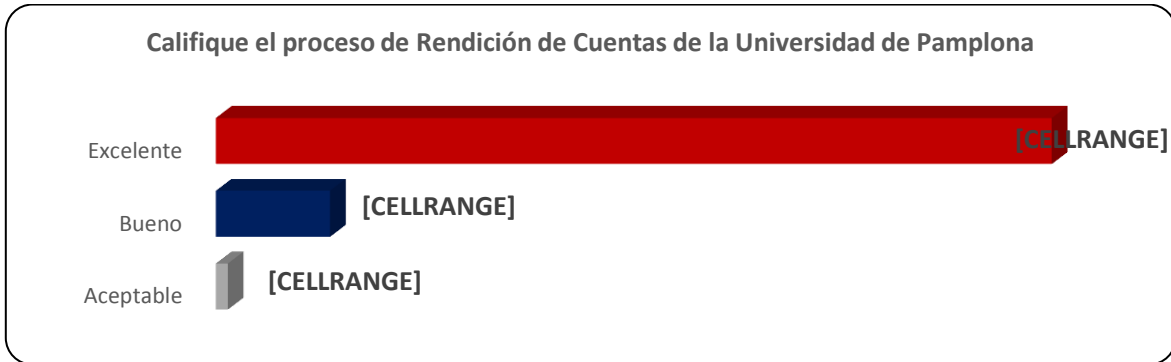 Califique el proceso de Rendición de Cuentas de la Universidad de Pamplona
Excelente
[CELLRANGE]
Bueno
[CELLRANGE]
Aceptable
[CELLRANGE]